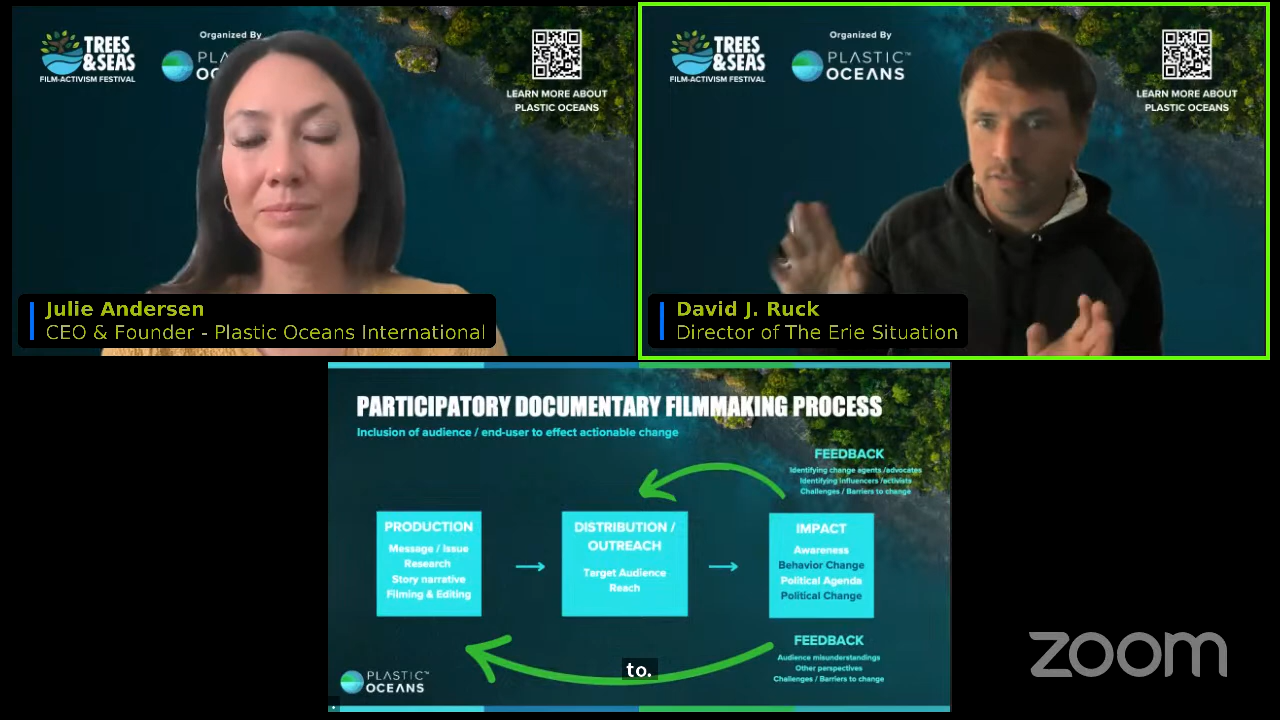 TREES
&SEAS
FILM-ACTIVISM FESTIVAL
Organized By
PLA
OC
LEARN MORE ABOUT
PLASTIC OCEANS
Julie Andersen
CEO & Founder - Plastic Oceans International
TREES
&SEAS
FILM-ACTIVISM FESTIVAL
Organized By
PLASTIC™
OCEANS
LEARN MORE ABOUT
PLASTIC OCEANS
David J. Ruck
Director of The Erie Situation
PARTICIPATORY DOCUMENTARY FILMMAKING PROCESS
Inclusion of audience / end-user to effect actionable change
FEEDBACK
Identifying change agents /advocates
Identifying Influencers /activists
Challenges / Barriers to change
PRODUCTION
Message / Issue
Research
Story narrative
Filming & Editing
DISTRIBUTION /
OUTREACH
Target Audience
Reach
IMPACT
Awareness
Behavior Change
Political Agenda
Political Change
FEEDBACK
Audience misunderstandings
Other perspectives
Challenges / Barriers to change
PLASTIC™
OCEANS
to.
zoom